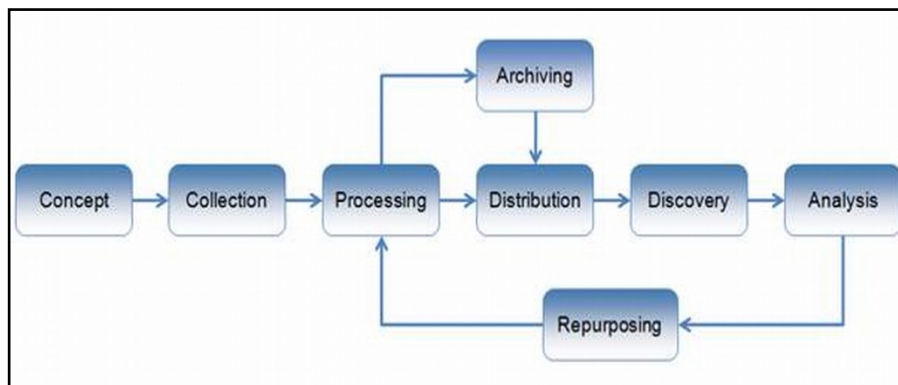 Archiving
Concept
Collection
Processing
Distribution
Discovery
Analysis
Repurposing